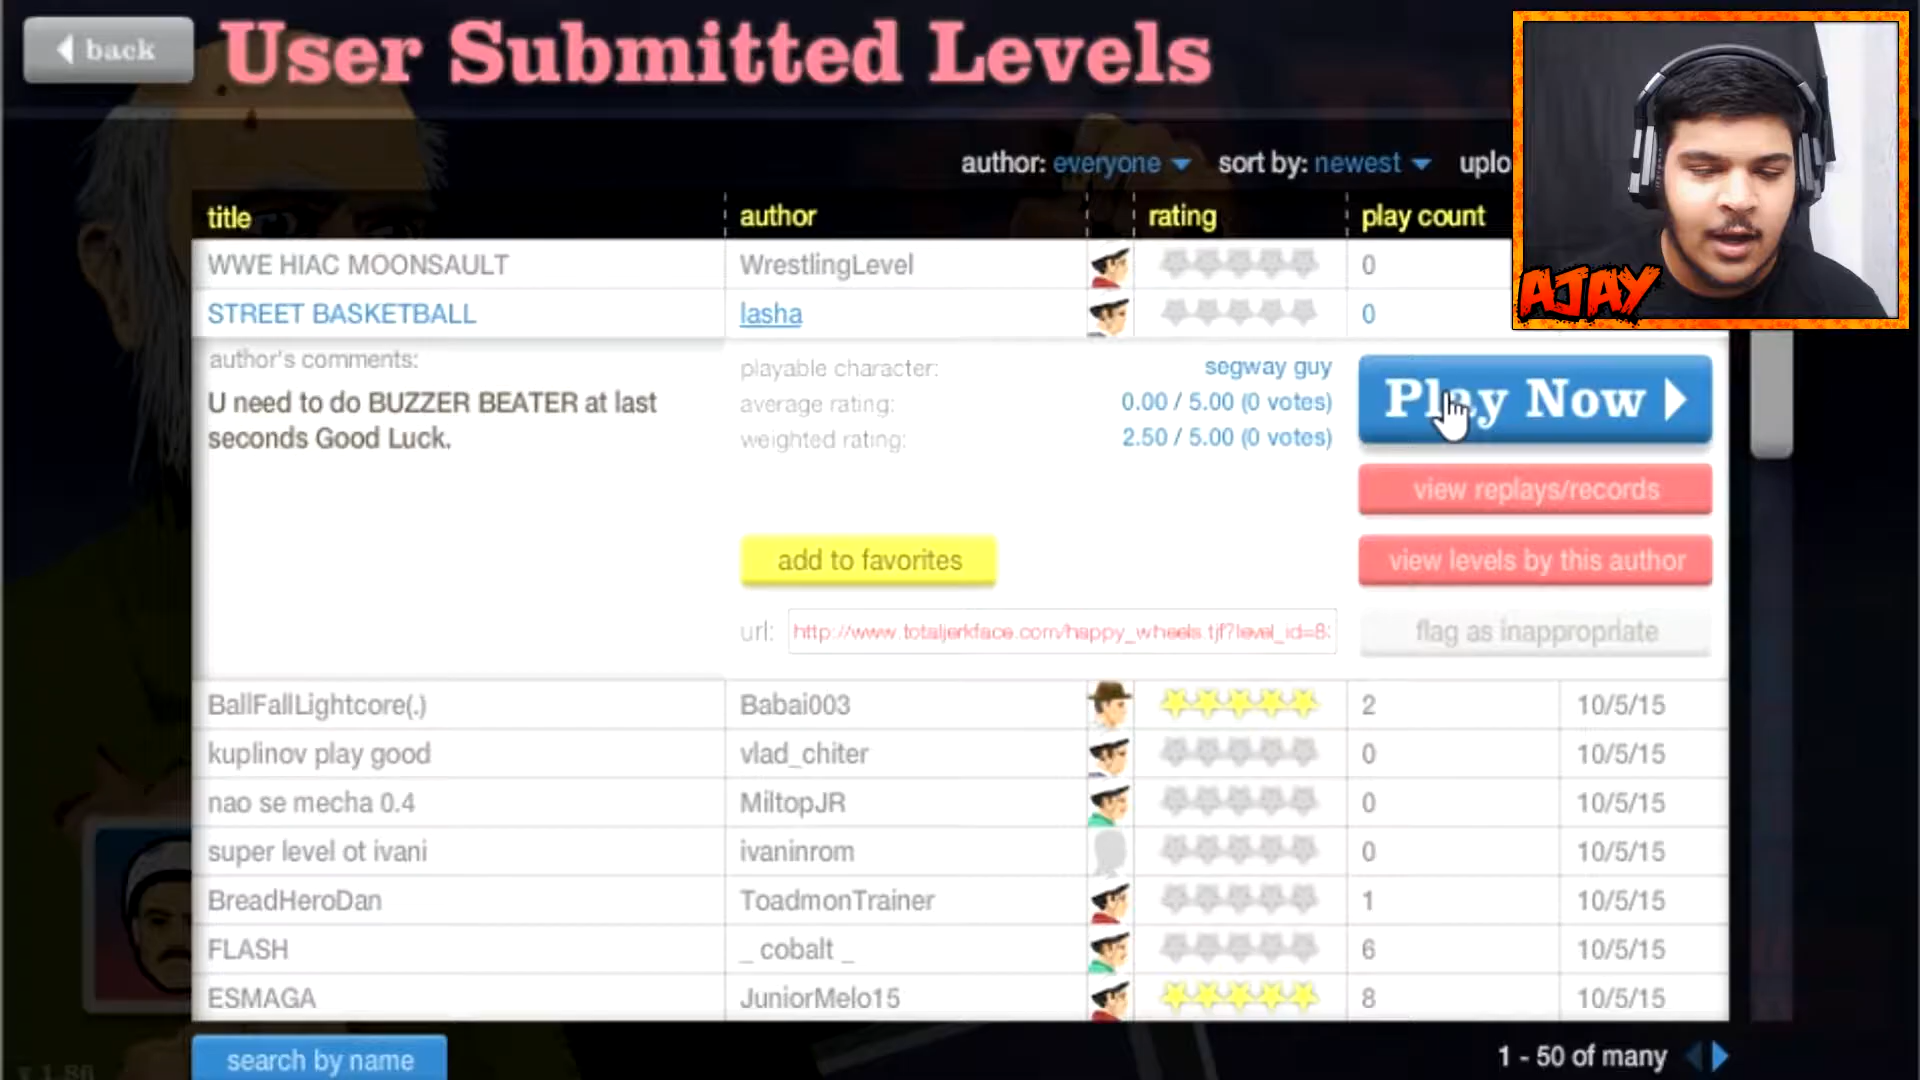 back
User Submitted Levels
author: everyone sort by: newest uplo
title author rating play count
WWE HIAC MOONSAULT WrestlingLevel 0
STREET BASKETBALL lasha 0
AJAY
author's comments:
U need to do BUZZER BEATER at last
seconds Good Luck.
playable character: segway guy
average rating: 0.00 / 5.00 (0 votes)
weighted rating: 2.50 / 5.00 (0 votes)
Play Now
view replays/records
add to favorites
view levels by this author
url: http://www.totaljerkface.com/happy_wheels.tjf?level_id=8
flag as inappropriate
BallFallLightcore(.) Babai003 2 10/5/15
kuplinov play good vlad_chiter 0 10/5/15
nao se mecha 0.4 MiltopJR 0 10/5/15
super level ot ivani ivaninrom 0 10/5/15
BreadHeroDan ToadmonTrainer 1 10/5/15
FLASH _ cobalt _ 6 10/5/15
ESMAGA JuniorMelo15 8 10/5/15
search by name
1 - 50 of many
v 1.86